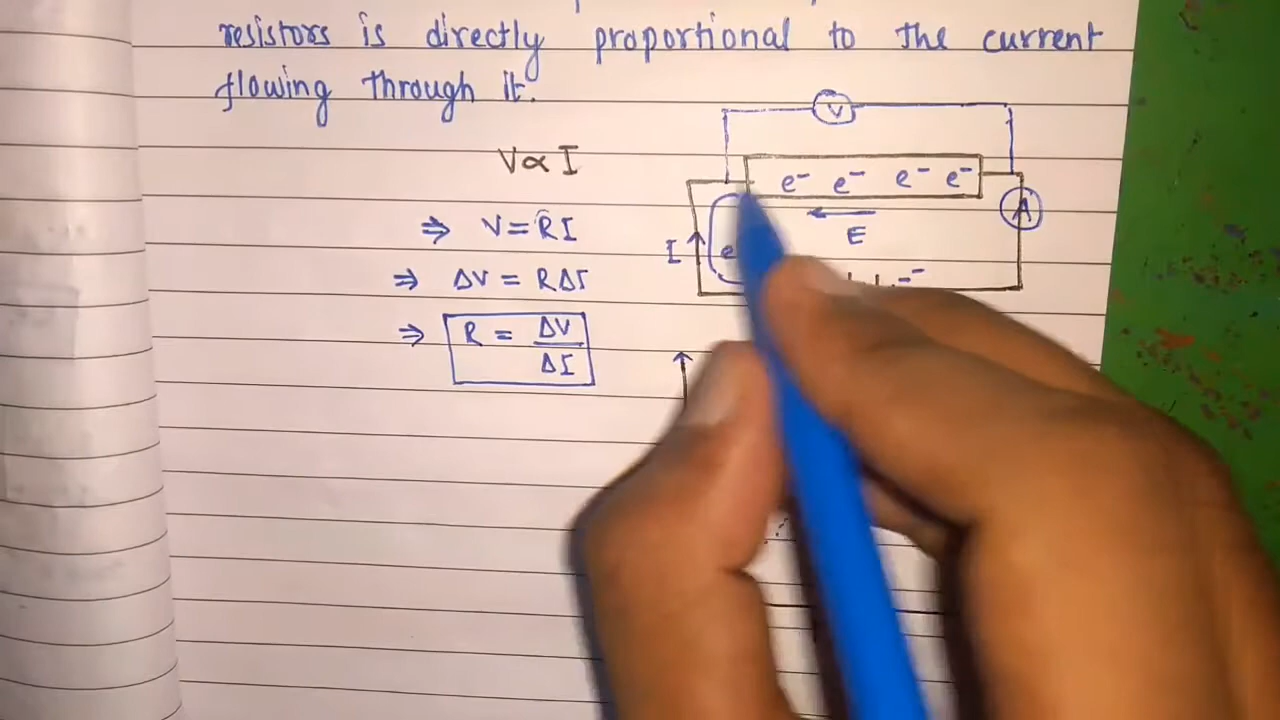 resistors is directly proportional to the current
flowing through it.
V
V ∝ I
e⁻ e⁻ e⁻ e⁻
A
⇒ V = RI
E
I
e
⇒ ΔV = RΔI
-
⇒ R = ΔV/ΔI